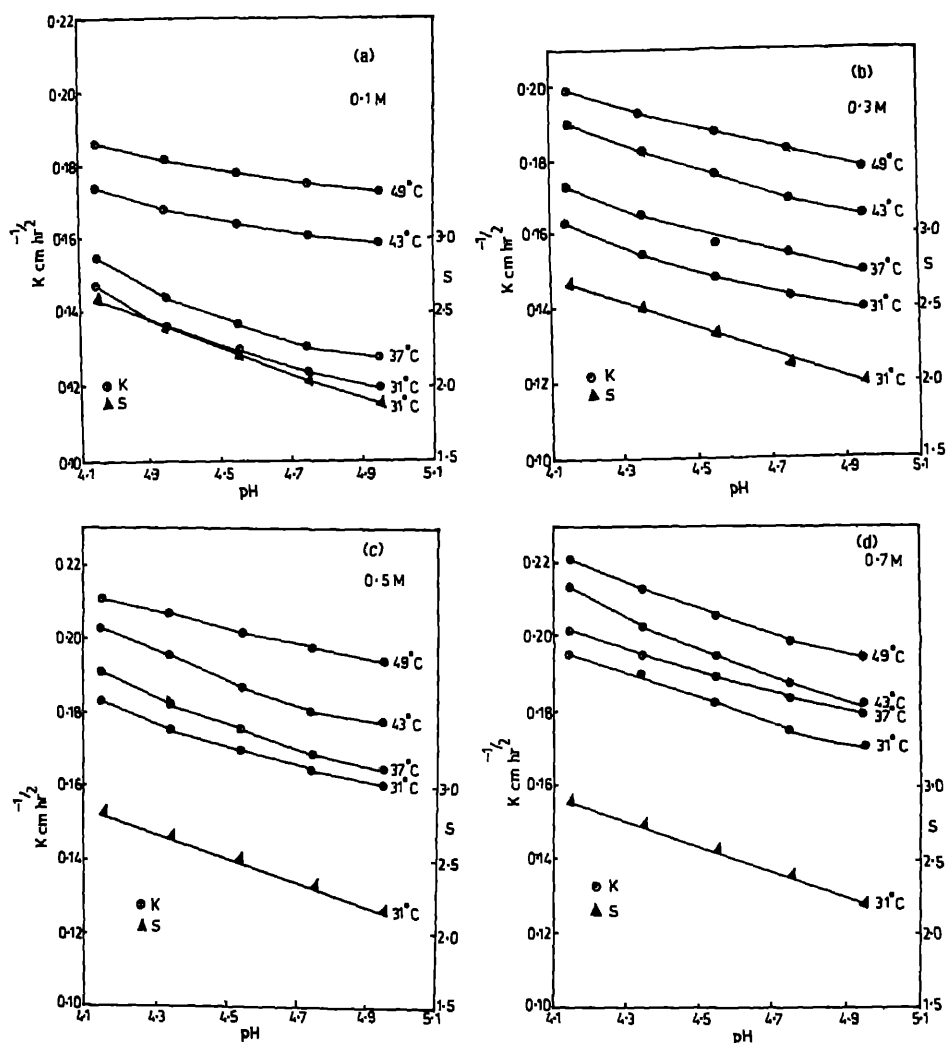 (a)
0.1M
0.22
0.20
0.18
0.16
0.14
0.12
0.10
K cm hr^-1/2
49°C
43°C
37°C
31°C
31°C
3.0
S
2.5
2.0
1.5
⊙ K
▲ S
4.1 4.3 4.5 4.7 4.9 5.1
pH
(b)
0.3M
0.20
0.18
0.16
0.14
0.12
0.10
K cm hr^-1/2
49°C
43°C
37°C
31°C
31°C
3.0
S
2.5
2.0
1.5
⊙ K
▲ S
4.1 4.3 4.5 4.7 4.9 5.1
pH
(c)
0.5M
0.22
0.20
0.18
0.16
0.14
0.12
0.10
K cm hr^-1/2
49°C
43°C
37°C
31°C
31°C
3.0
S
2.5
2.0
1.5
⊙ K
▲ S
4.1 4.3 4.5 4.7 4.9 5.1
pH
(d)
0.7M
0.22
0.20
0.18
0.16
0.14
0.12
0.10
K cm hr^-1/2
49°C
43°C
37°C
31°C
31°C
3.0
S
2.5
2.0
1.5
⊙ K
▲ S
4.1 4.3 4.5 4.7 4.9 5.1
pH